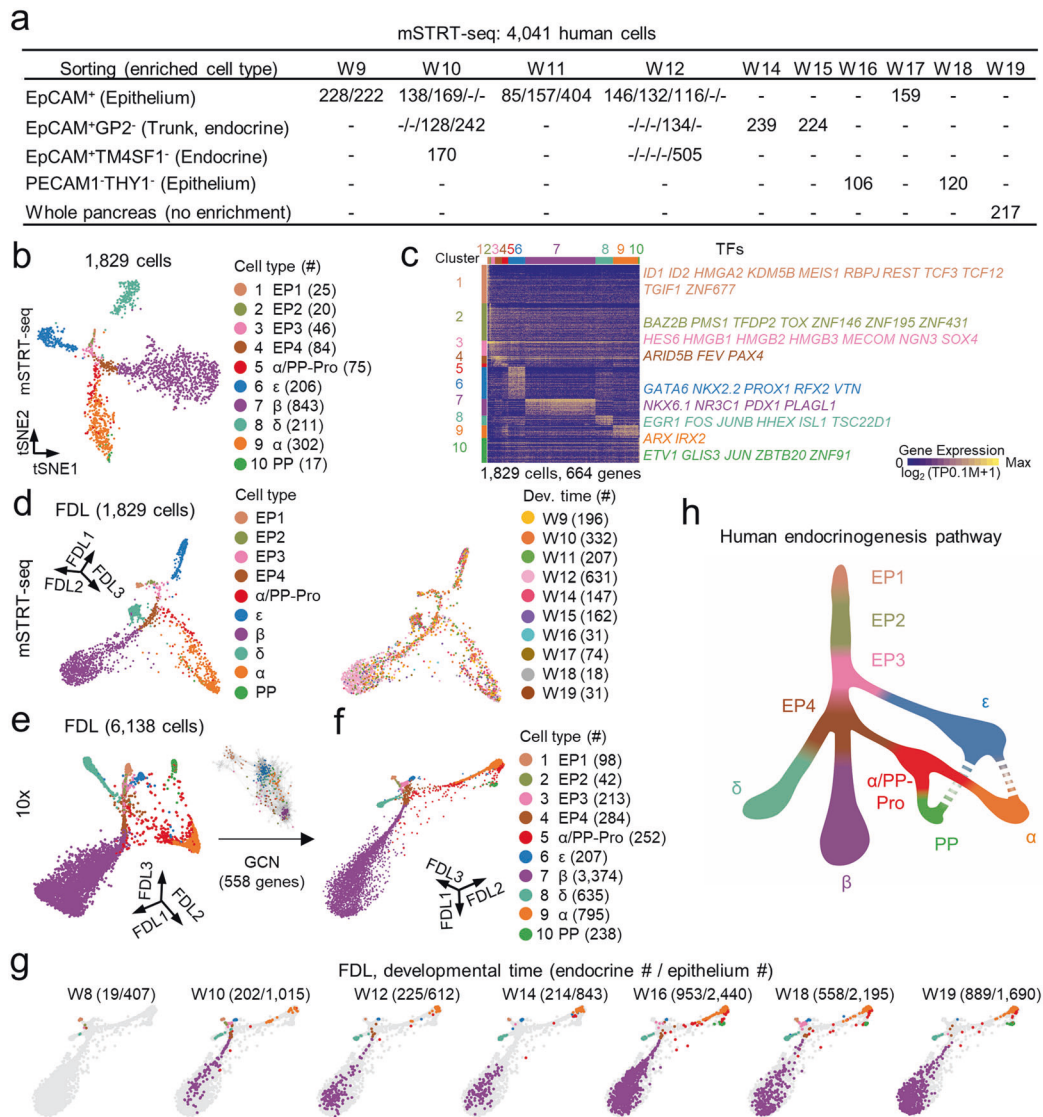 a
mSTRT-seq: 4,041 human cells
Sorting (enriched cell type) W9 W10 W11 W12 W14 W15 W16 W17 W18 W19
EpCAM+ (Epithelium) 228/222 138/169/-/- 85/157/404 146/132/116/-/- - - - 159 - -
EpCAM+GP2- (Trunk, endocrine) - -/-/128/242 - -/-/-/134/- 239 224 - - - -
EpCAM+TM4SF1- (Endocrine) - 170 - -/-/-/-/505 - - - - - -
PECAM1-THY1- (Epithelium) - - - - - - 106 - 120 -
Whole pancreas (no enrichment) - - - - - - - - - 217
b
1,829 cells
mSTRT-seq
tSNE2
tSNE1
Cell type (#)
1 EP1 (25)
2 EP2 (20)
3 EP3 (46)
4 EP4 (84)
5 α/PP-Pro (75)
6 ε (206)
7 β (843)
8 δ (211)
9 α (302)
10 PP (17)
c
Cluster
1 2 3 4 5 6 7 8 9 10
TFs
1
2
3
4
5
6
7
8
9
10
ID1 ID2 HMGA2 KDM5B MEIS1 RBPJ REST TCF3 TCF12
TGIF1 ZNF677
BAZ2B PMS1 TFDP2 TOX ZNF146 ZNF195 ZNF431
HES6 HMGB1 HMGB2 HMGB3 MECOM NGN3 SOX4
ARID5B FEV PAX4
GATA6 NKX2.2 PROX1 RFX2 VTN
NKX6.1 NR3C1 PDX1 PLAGL1
EGR1 FOS JUNB HHEX ISL1 TSC22D1
ARX IRX2
ETV1 GLIS3 JUN ZBTB20 ZNF91
1,829 cells, 664 genes
Gene Expression
0 Max
log2 (TP0.1M+1)
d
FDL (1,829 cells)
mSTRT-seq
FDL1
FDL2
FDL3
Cell type
EP1
EP2
EP3
EP4
α/PP-Pro
ε
β
δ
α
PP
Dev. time (#)
W9 (196)
W10 (332)
W11 (207)
W12 (631)
W14 (147)
W15 (162)
W16 (31)
W17 (74)
W18 (18)
W19 (31)
e
FDL (6,138 cells)
10x
FDL3
FDL1
FDL2
GCN
(558 genes)
f
FDL3
FDL2
FDL1
Cell type (#)
1 EP1 (98)
2 EP2 (42)
3 EP3 (213)
4 EP4 (284)
5 α/PP-Pro (252)
6 ε (207)
7 β (3,374)
8 δ (635)
9 α (795)
10 PP (238)
h
Human endocrinogenesis pathway
EP1
EP2
EP3
EP4
ε
δ
α/PP-
Pro
PP
α
β
g
FDL, developmental time (endocrine # / epithelium #)
W8 (19/407) W10 (202/1,015) W12 (225/612) W14 (214/843) W16 (953/2,440) W18 (558/2,195) W19 (889/1,690)